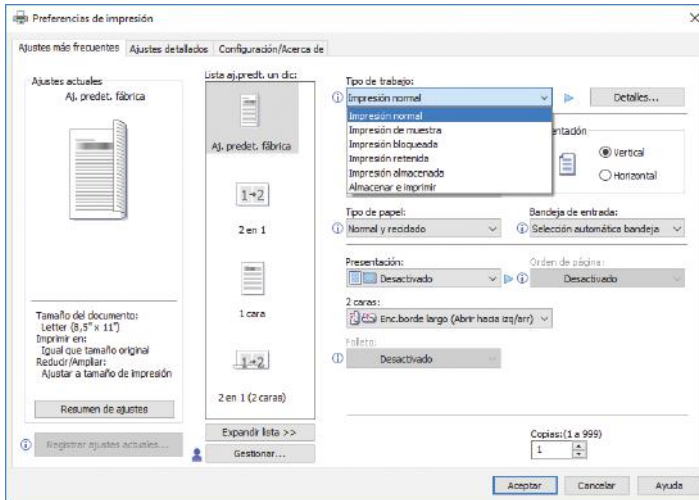 Preferencias de impresión
Ajustes más frecuentes
Ajustes detallados
Configuración/Acerca de
Ajustes actuales
Aj. predet. fábrica
Tamaño del documento:
Letter (8,5" x 11")
Imprimir en:
Igual que tamaño original
Reducir/Ampliar:
Ajustar a tamaño de impresión
Resumen de ajustes
Registrar ajustes actuales...
Lista aj.predt. un clic:
Aj. predet. fábrica
1→2
2 en 1
1 cara
1→2
2 en 1 (2 caras)
Expandir lista >>
Gestionar...
Tipo de trabajo:
Impresión normal
Detalles...
Impresión normal
Impresión de muestra
Impresión bloqueada
Impresión retenida
Impresión almacenada
Almacenar e imprimir
entación
Vertical
Horizontal
Tipo de papel:
Normal y reciclado
Bandeja de entrada:
Selección automática bandeja
Presentación:
Desactivado
Orden de página:
Desactivado
2 caras:
Enc.borde largo (Abrir hacia izq/arr)
Folleto:
Desactivado
Copias:(1 a 999)
1
Aceptar
Cancelar
Ayuda